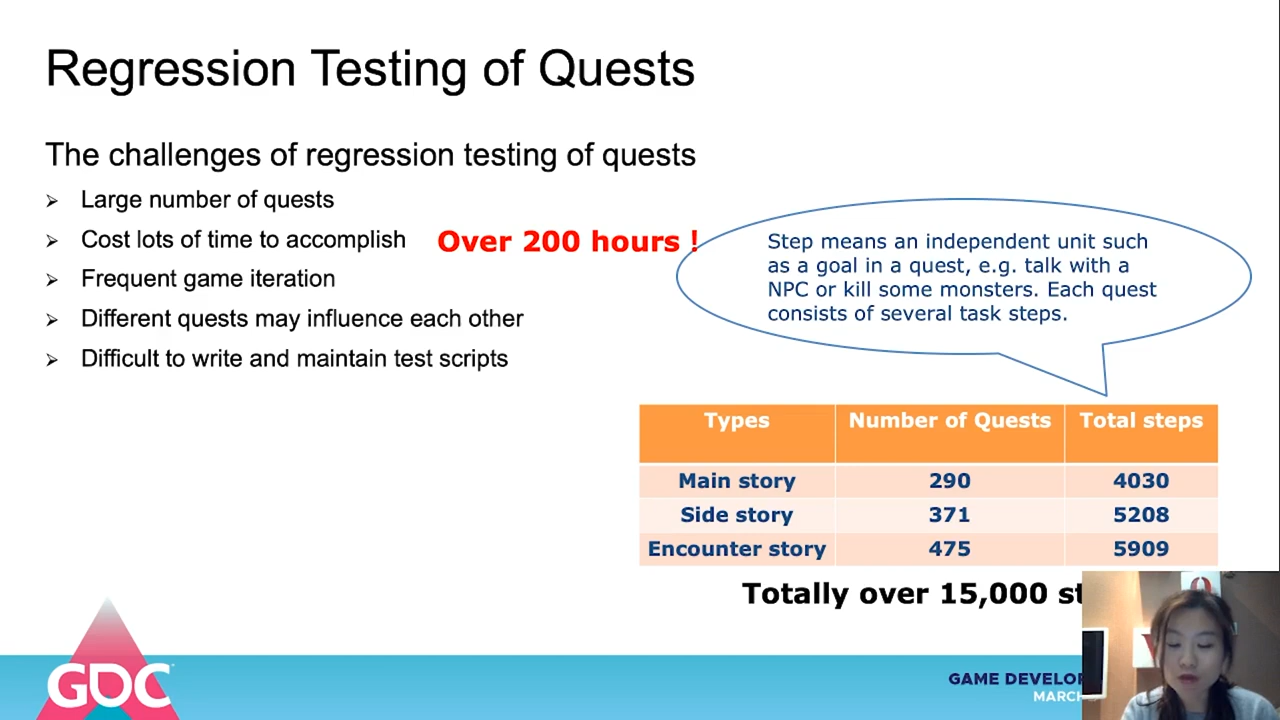 Regression Testing of Quests
The challenges of regression testing of quests
Large number of quests
Cost lots of time to accomplish Over 200 hours !
Frequent game iteration
Different quests may influence each other
Difficult to write and maintain test scripts
Step means an independent unit such
as a goal in a quest, e.g. talk with a
NPC or kill some monsters. Each quest
consists of several task steps.
Types Number of Quests Total steps
Main story 290 4030
Side story 371 5208
Encounter story 475 5909
Totally over 15,000
GDC
GAME
MARCH